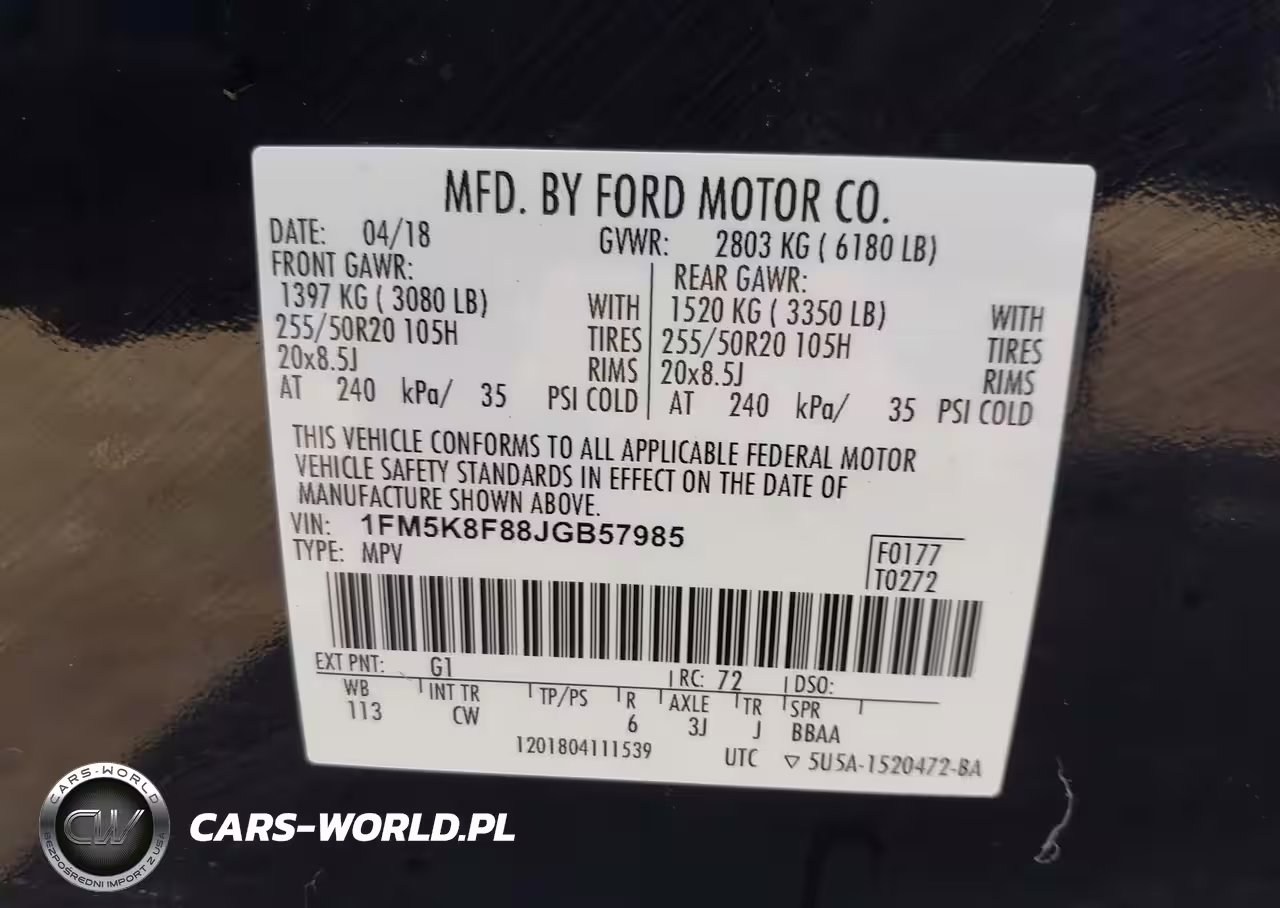 MFD. BY FORD MOTOR CO.
DATE: 04/18 GVWR: 2803 KG ( 6180 LB)
FRONT GAWR: REAR GAWR:
1397 KG ( 3080 LB) WITH 1520 KG ( 3350 LB) WITH
255/50R20 105H TIRES 255/50R20 105H TIRES
20x8.5J RIMS 20x8.5J RIMS
AT 240 kPa/ 35 PSI COLD AT 240 kPa/ 35 PSI COLD
THIS VEHICLE CONFORMS TO ALL APPLICABLE FEDERAL MOTOR
VEHICLE SAFETY STANDARDS IN EFFECT ON THE DATE OF
MANUFACTURE SHOWN ABOVE.
VIN: 1FM5K8F88JGB57985
TYPE: MPV
F0177
T0272
EXT PNT: G1 RC: 72 DSO:
WB INT TR TP/PS R AXLE TR SPR
113 CW 6 3J J BBAA
1201804111539 UTC ▽ 5U5A-1520472-BA
CARS-WORLD
CW
BEZPOŚREDNI IMPORT Z USA
CARS-WORLD.PL